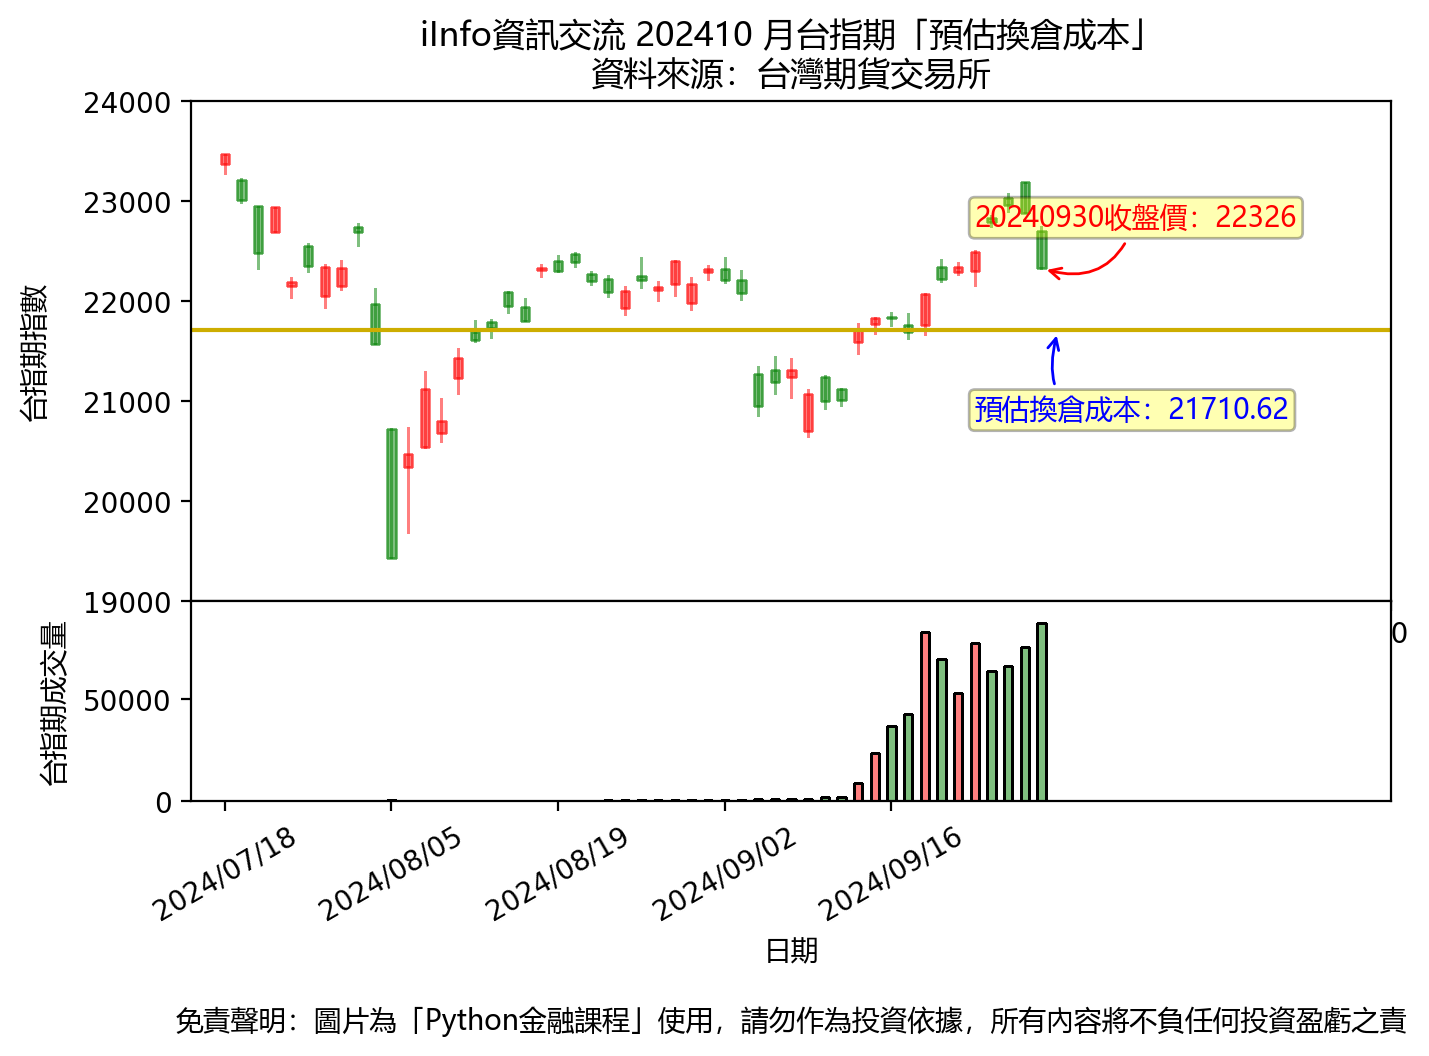 iInfo資訊交流 202410 月台指期「預估換倉成本」
資料來源：台灣期貨交易所
24000
23000
22000
21000
20000
19000
台指期指數
20240930收盤價：22326
預估換倉成本：21710.62
0
50000
0
台指期成交量
2024/07/18
2024/08/05
2024/08/19
2024/09/02
2024/09/16
日期
免責聲明：圖片為「Python金融課程」使用，請勿作為投資依據，所有內容將不負任何投資盈虧之責